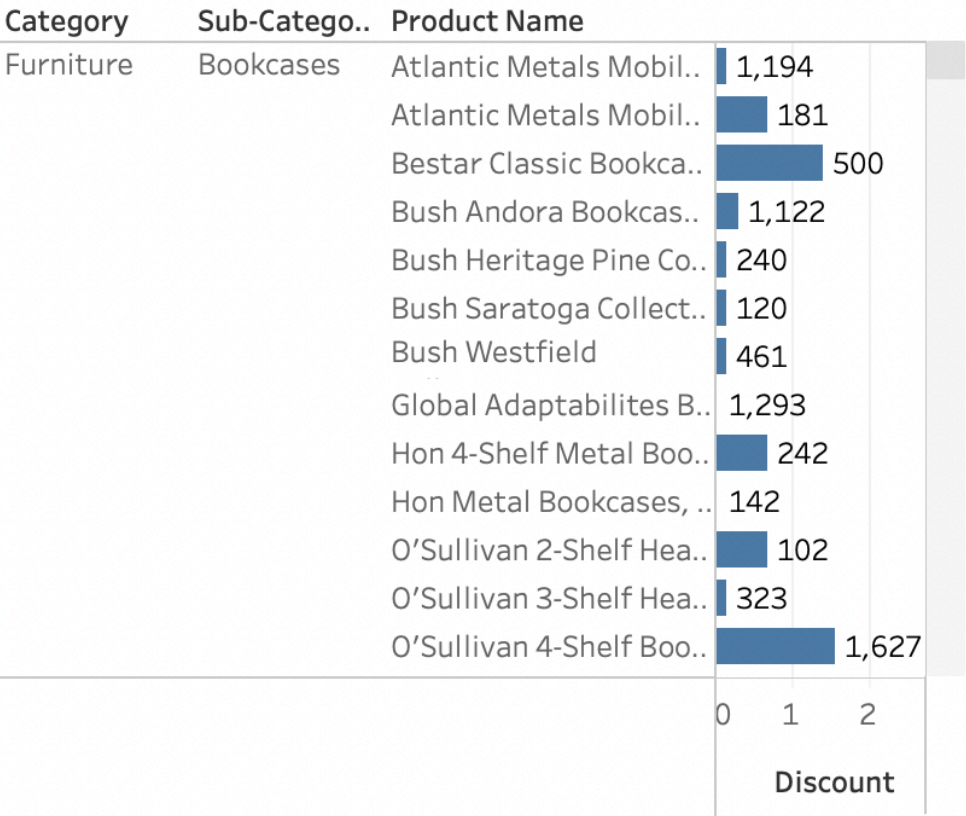 Category Sub-Catego.. Product Name
Furniture Bookcases Atlantic Metals Mobil.. 1,194
Atlantic Metals Mobil.. 181
Bestar Classic Bookca.. 500
Bush Andora Bookcas.. 1,122
Bush Heritage Pine Co.. 240
Bush Saratoga Collect.. 120
Bush Westfield 461
Global Adaptabilites B.. 1,293
Hon 4-Shelf Metal Boo.. 242
Hon Metal Bookcases, .. 142
O'Sullivan 2-Shelf Hea.. 102
O'Sullivan 3-Shelf Hea.. 323
O'Sullivan 4-Shelf Boo.. 1,627
0 1 2
Discount